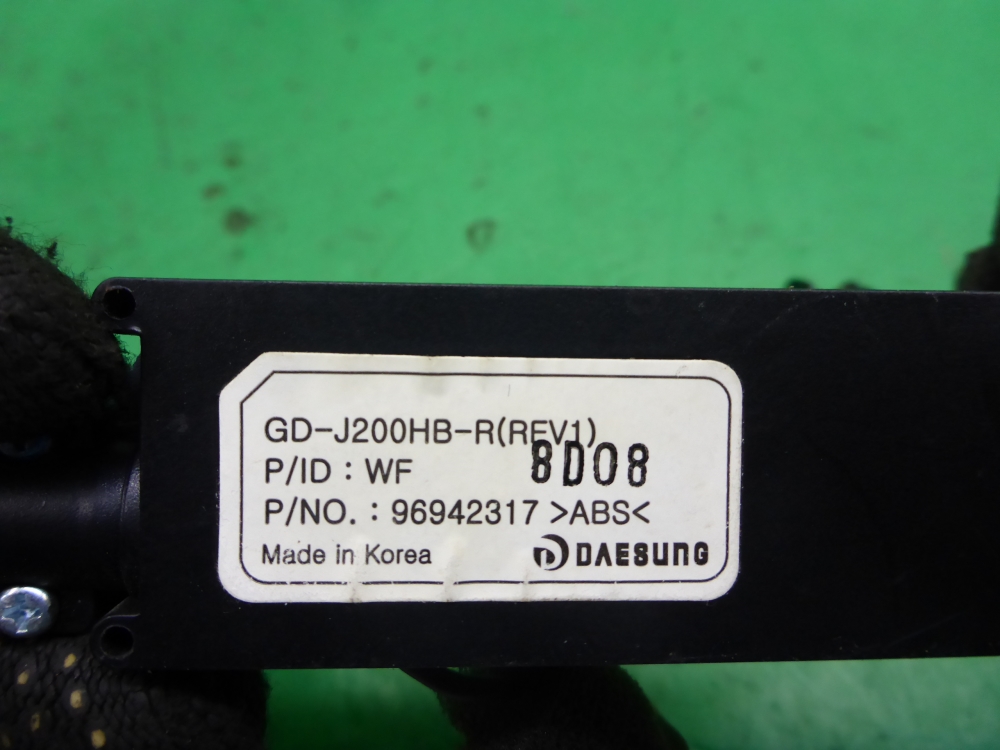 GD-J200HB-R(REV1)
8D08
P/ID : WF
P/NO. : 96942317 >ABS<
Made in Korea
DAESUNG